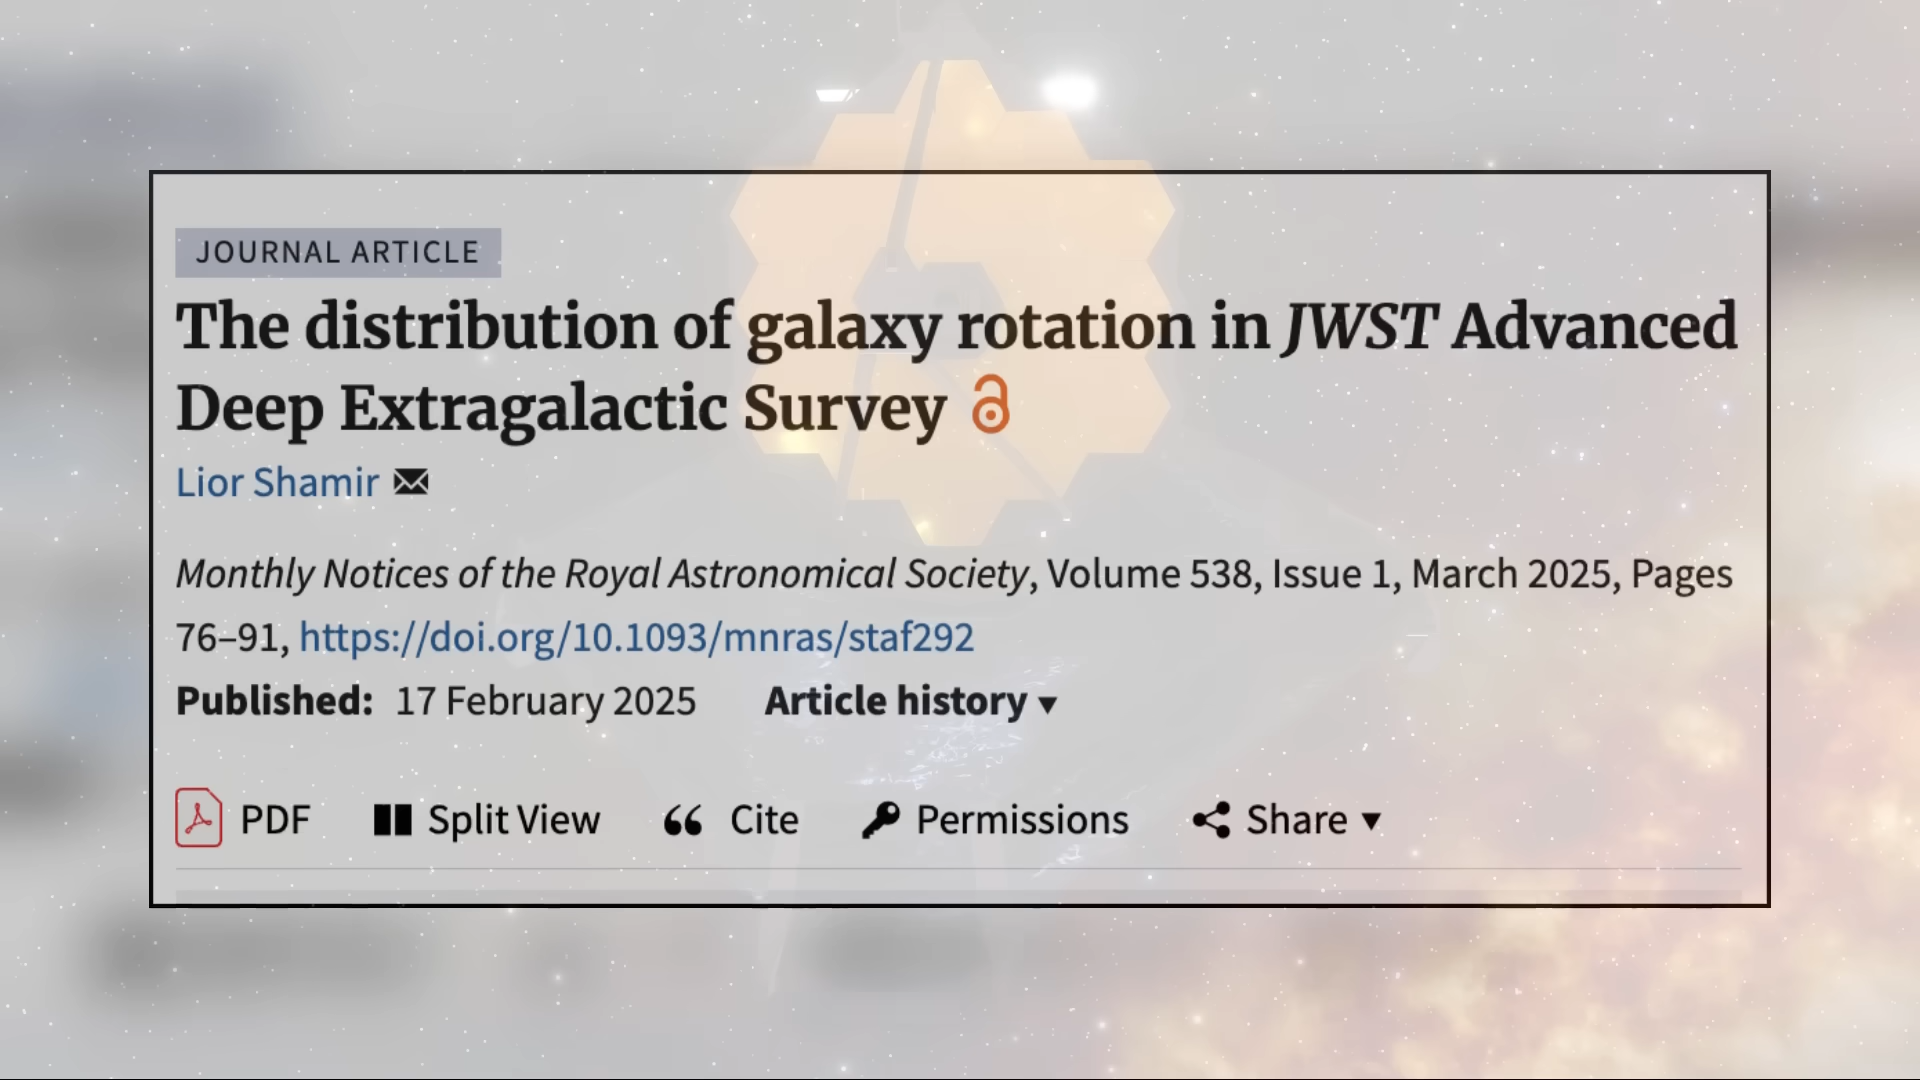 JOURNAL ARTICLE
The distribution of galaxy rotation in JWST Advanced
Deep Extragalactic Survey
Lior Shamir
Monthly Notices of the Royal Astronomical Society, Volume 538, Issue 1, March 2025, Pages
76–91, https://doi.org/10.1093/mnras/staf292
Published: 17 February 2025 Article history ▼
PDF Split View Cite Permissions Share ▼